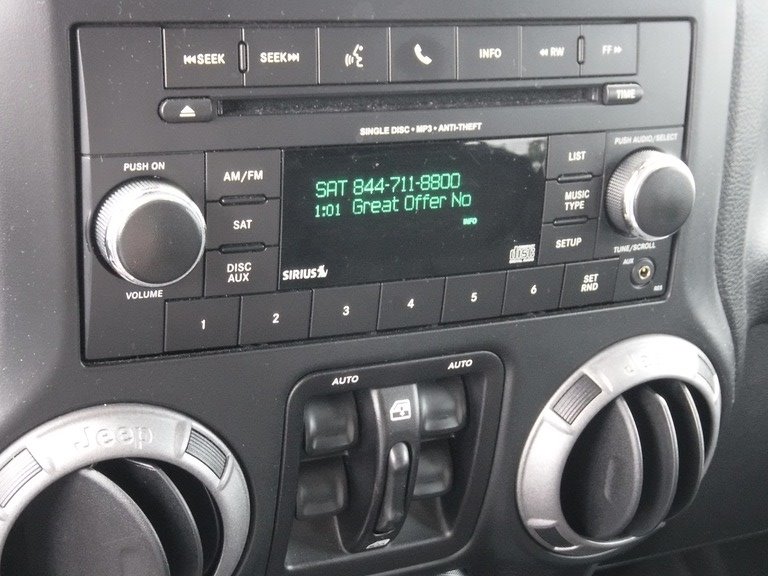 SEEK
SEEK
INFO
RW
FF
TIME
SINGLE DISC • MP3 • ANTI-THEFT
PUSH ON
VOLUME
AM/FM
SAT
DISC
AUX
SAT 844-711-8800
1:01 Great Offer No
INFO
SIRIUS
disc
LIST
MUSIC
TYPE
SETUP
PUSH AUDIO/SELECT
TUNE/SCROLL
AUX
RES
1
2
3
4
5
6
SET
RND
AUTO
AUTO
Jeep